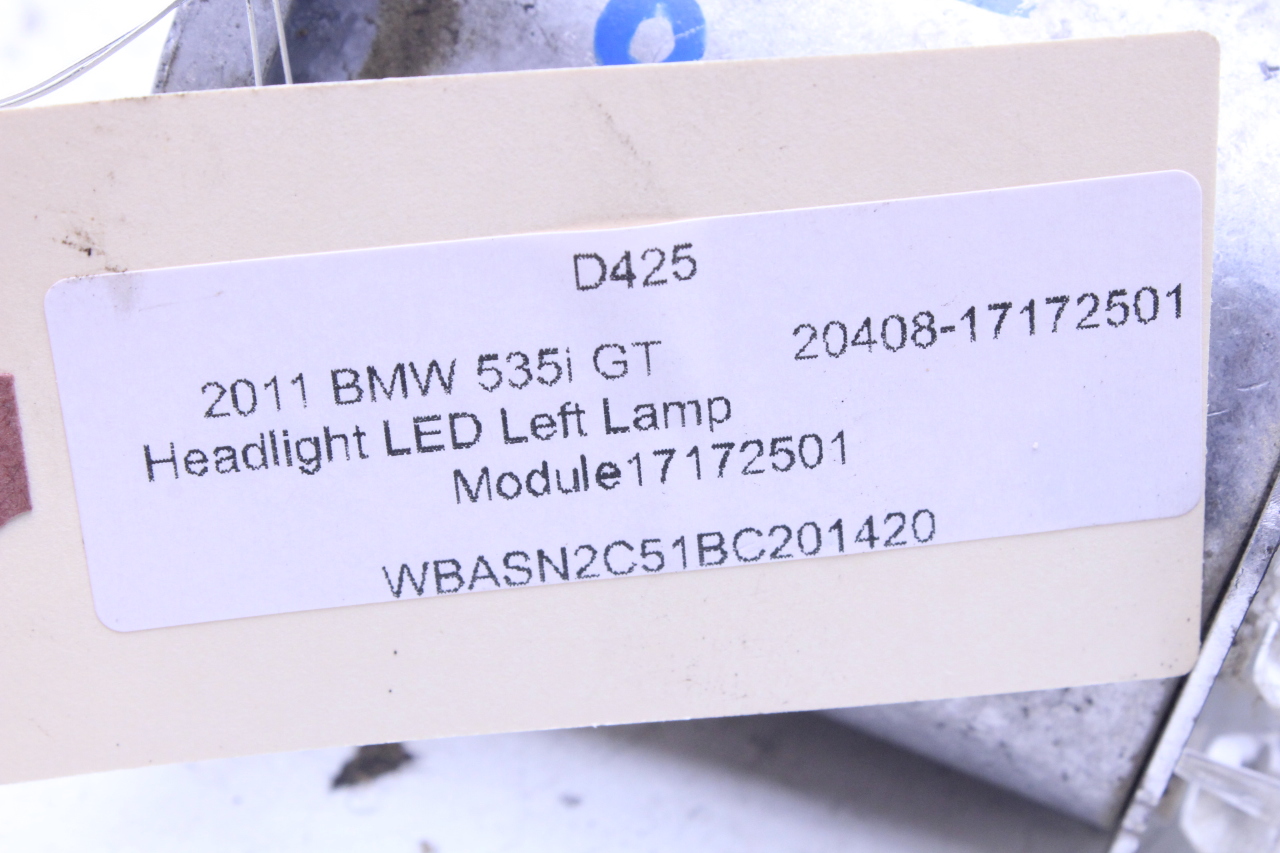 D425
20408-17172501
2011 BMW 535i GT
Headlight LED Left Lamp
Module17172501
WBASN2C51BC201420